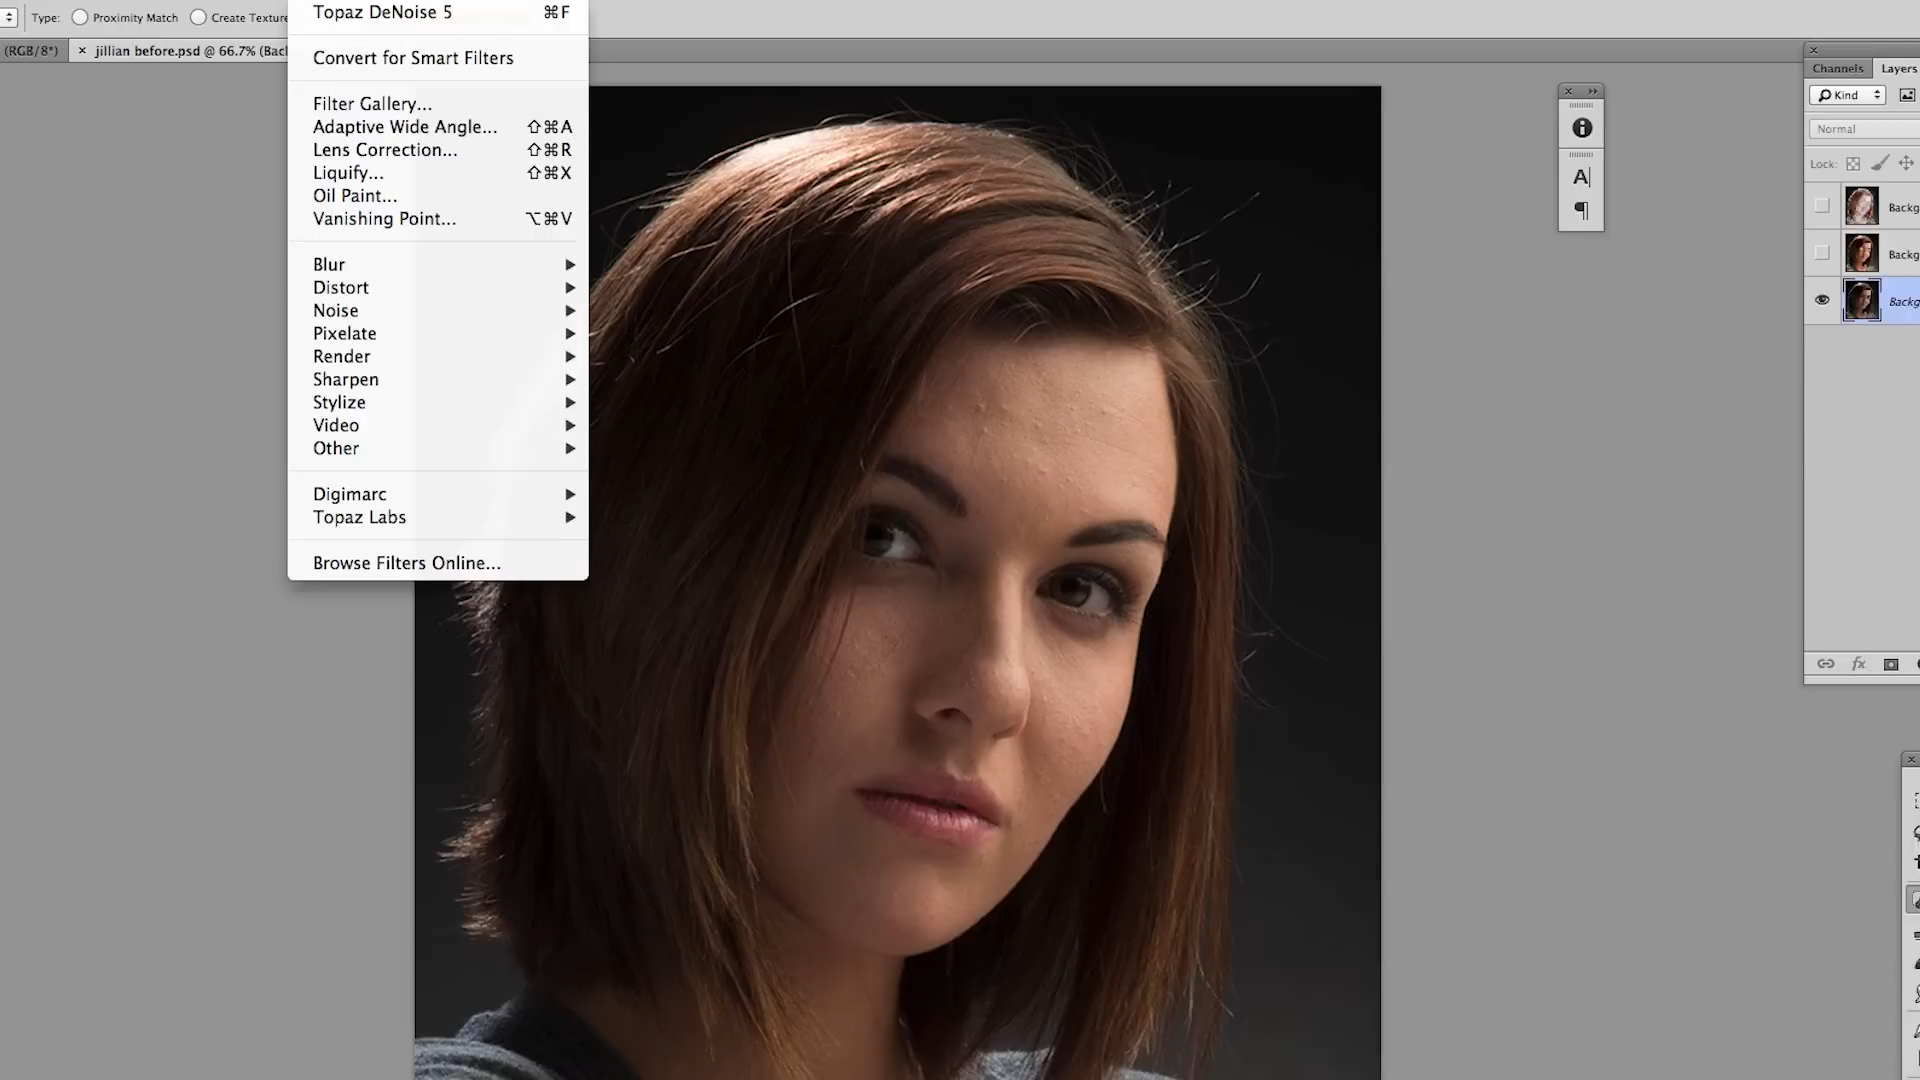 Type: Proximity Match Create Texture
Topaz DeNoise 5 ⌘F
(RGB/8*) × jillian before.psd @ 66.7% (Bac
Convert for Smart Filters
Filter Gallery...
Adaptive Wide Angle... ⇧⌘A
Lens Correction... ⇧⌘R
Liquify... ⇧⌘X
Oil Paint...
Vanishing Point... ⌥⌘V
Blur
Distort
Noise
Pixelate
Render
Sharpen
Stylize
Video
Other
Digimarc
Topaz Labs
Browse Filters Online...
A|
Channels Layers
Kind
Normal
Lock:
Backg
Backg
Backg
fx